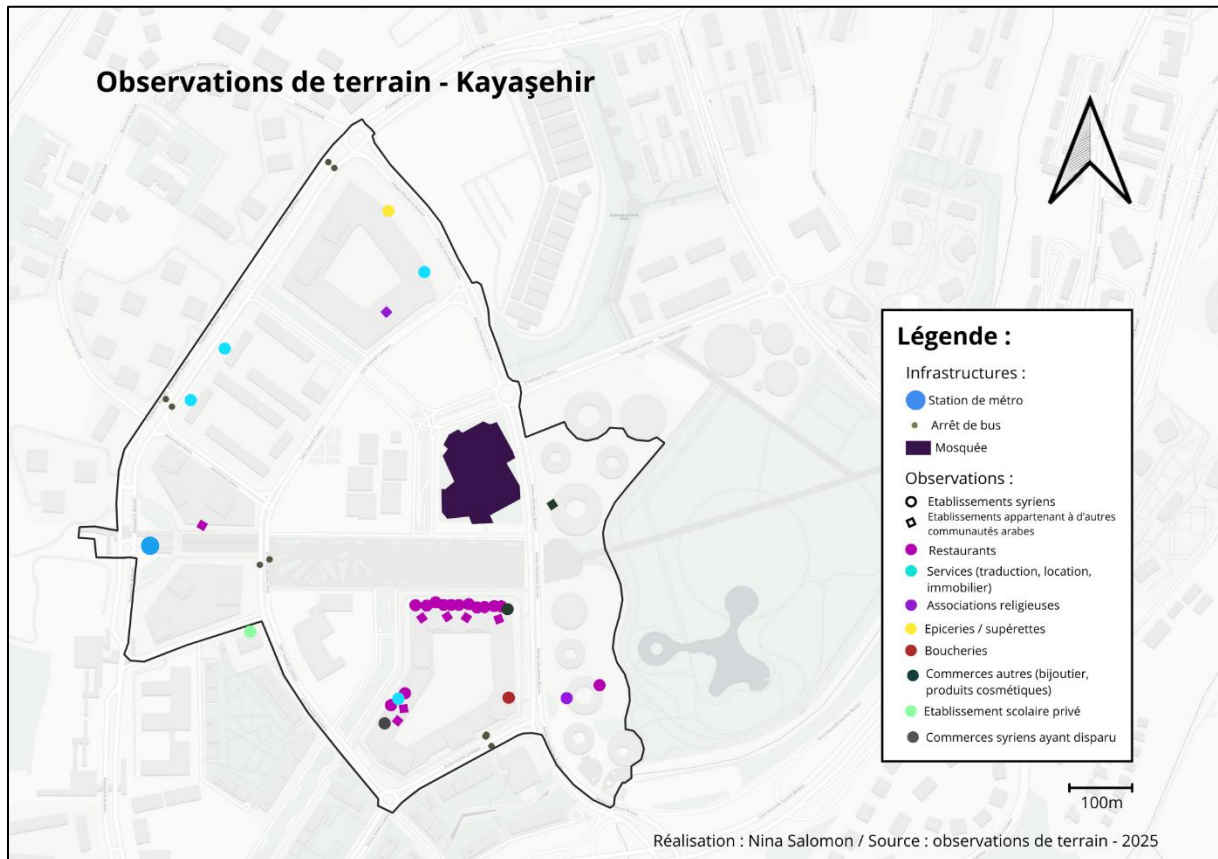 Observations de terrain - Kayaşehir
Légende :
Infrastructures :
Station de métro
Arrêt de bus
Mosquée
Observations :
Etablissements syriens
Etablissements appartenant à d'autres
communautés arabes
Restaurants
Services (traduction, location,
immobilier)
Associations religieuses
Epiceries / supérettes
Boucheries
Commerces autres (bijoutier,
produits cosmétiques)
Etablissement scolaire privé
Commerces syriens ayant disparu
100m
Réalisation : Nina Salomon / Source : observations de terrain - 2025